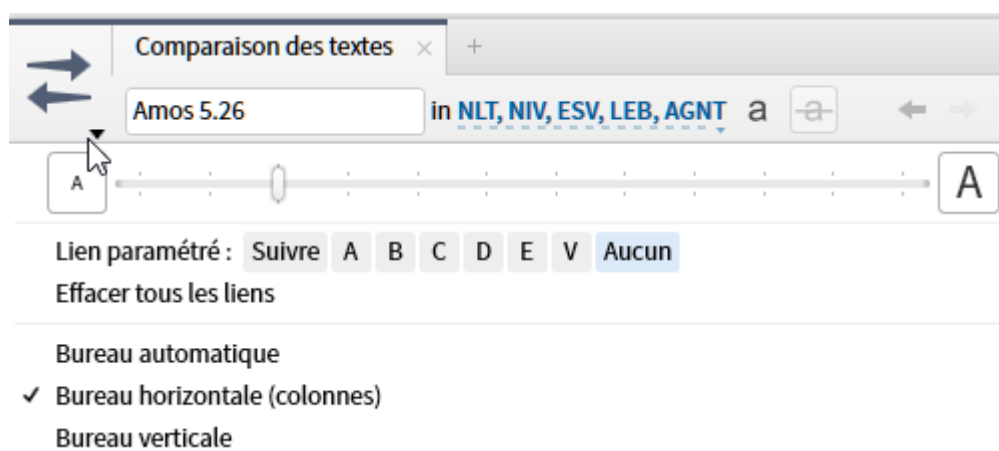 Comparaison des textes × +
Amos 5.26 in NLT, NIV, ESV, LEB, AGNT a a
A A
Lien paramétré : Suivre A B C D E V Aucun
Effacer tous les liens
Bureau automatique
✓ Bureau horizontale (colonnes)
Bureau verticale